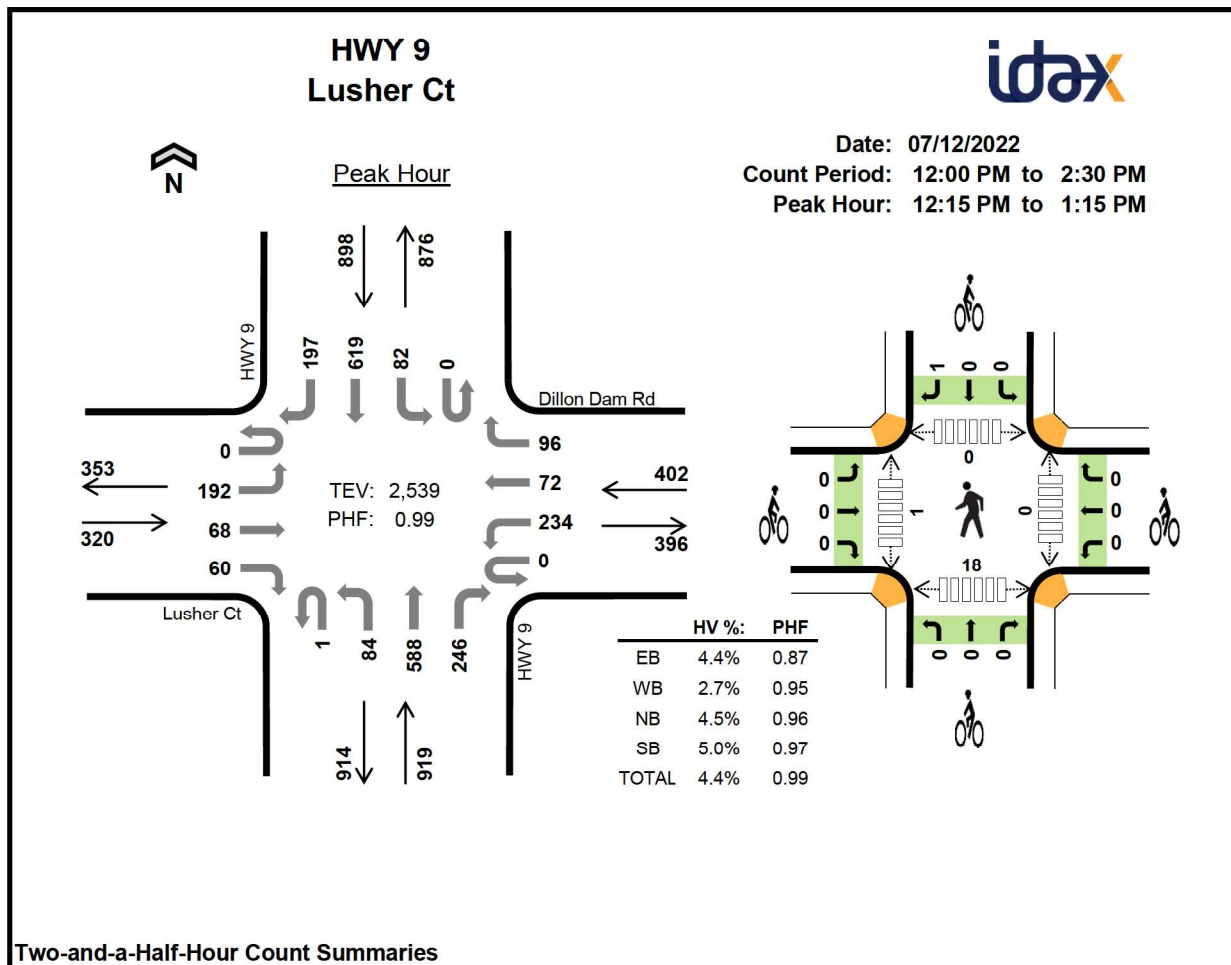 HWY 9
Lusher Ct
idax
Date: 07/12/2022
Count Period: 12:00 PM to 2:30 PM
Peak Hour: 12:15 PM to 1:15 PM
N
Peak Hour
898
876
HWY 9
197
619
82
0
Dillon Dam Rd
0
192
68
60
353
320
TEV: 2,539
PHF: 0.99
96
72
234
0
402
396
Lusher Ct
1
84
588
246
HWY 9
914
919
HV %: PHF
EB 4.4% 0.87
WB 2.7% 0.95
NB 4.5% 0.96
SB 5.0% 0.97
TOTAL 4.4% 0.99
1 0 0
0
0
0
0
1
0
0
0
0
18
0 0 0
Two-and-a-Half-Hour Count Summaries